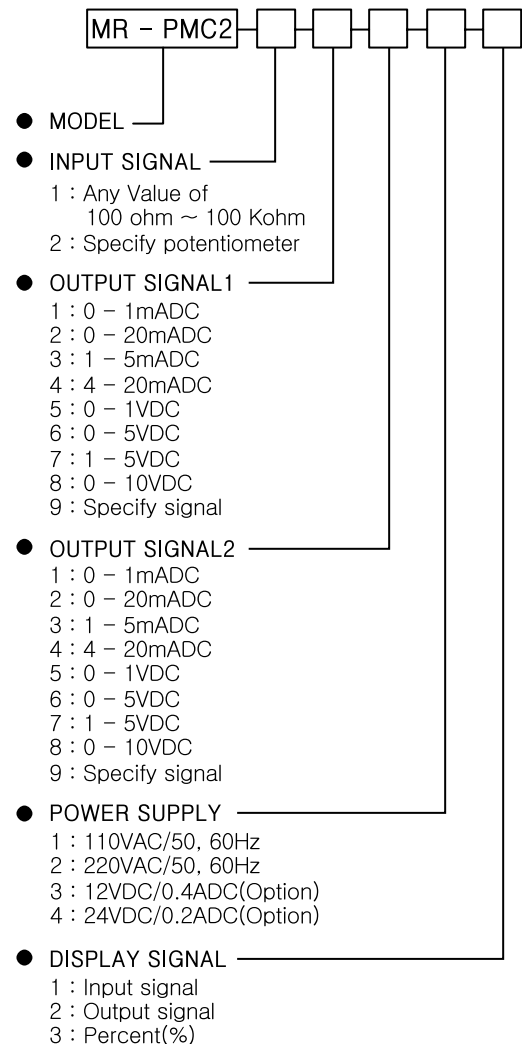 MR - PMC2
● MODEL
● INPUT SIGNAL
1 : Any Value of
100 ohm ~ 100 Kohm
2 : Specify potentiometer
● OUTPUT SIGNAL1
1 : 0 - 1mADC
2 : 0 - 20mADC
3 : 1 - 5mADC
4 : 4 - 20mADC
5 : 0 - 1VDC
6 : 0 - 5VDC
7 : 1 - 5VDC
8 : 0 - 10VDC
9 : Specify signal
● OUTPUT SIGNAL2
1 : 0 - 1mADC
2 : 0 - 20mADC
3 : 1 - 5mADC
4 : 4 - 20mADC
5 : 0 - 1VDC
6 : 0 - 5VDC
7 : 1 - 5VDC
8 : 0 - 10VDC
9 : Specify signal
● POWER SUPPLY
1 : 110VAC/50, 60Hz
2 : 220VAC/50, 60Hz
3 : 12VDC/0.4ADC(Option)
4 : 24VDC/0.2ADC(Option)
● DISPLAY SIGNAL
1 : Input signal
2 : Output signal
3 : Percent(%)